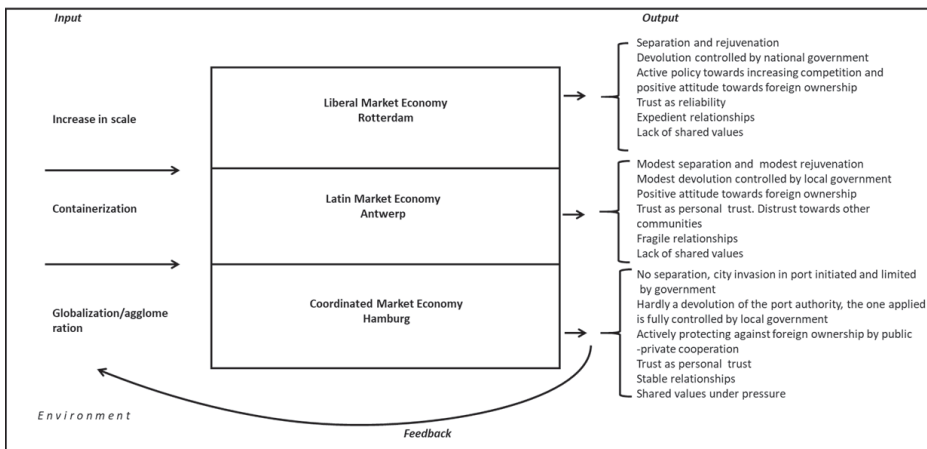 Input
Output
Increase in scale
Containerization
Globalization/agglome
ration
Environment
Liberal Market Economy
Rotterdam
Latin Market Economy
Antwerp
Coordinated Market Economy
Hamburg
Separation and rejuvenation
Devolution controlled by national government
Active policy towards increasing competition and
positive attitude towards foreign ownership
Trust as reliability
Expedient relationships
Lack of shared values
Modest separation and modest rejuvenation
Modest devolution controlled by local government
Positive attitude towards foreign ownership
Trust as personal trust. Distrust towards other
communities
Fragile relationships
Lack of shared values
No separation, city invasion in port initiated and limited
by government
Hardly a devolution of the port authority, the one applied
is fully controlled by local government
Actively protecting against foreign ownership by public
-private cooperation
Trust as personal trust
Stable relationships
Shared values under pressure
Feedback